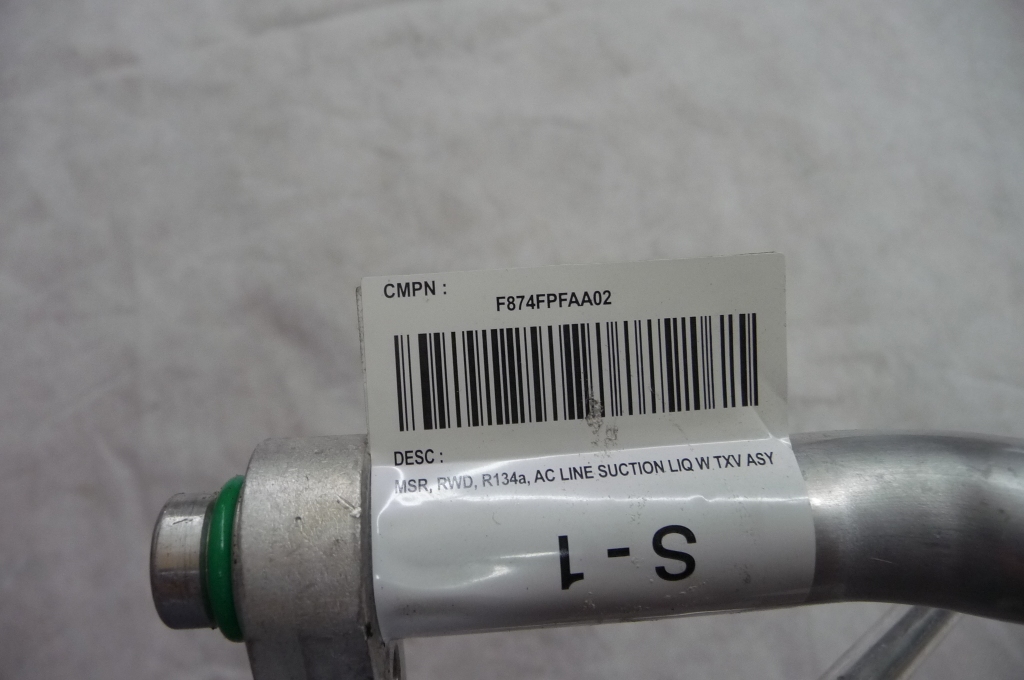 CMPN :
F874FPFAA02
DESC :
MSR, RWD, R134a, AC LINE SUCTION LIQ W TXV ASY
S - 1